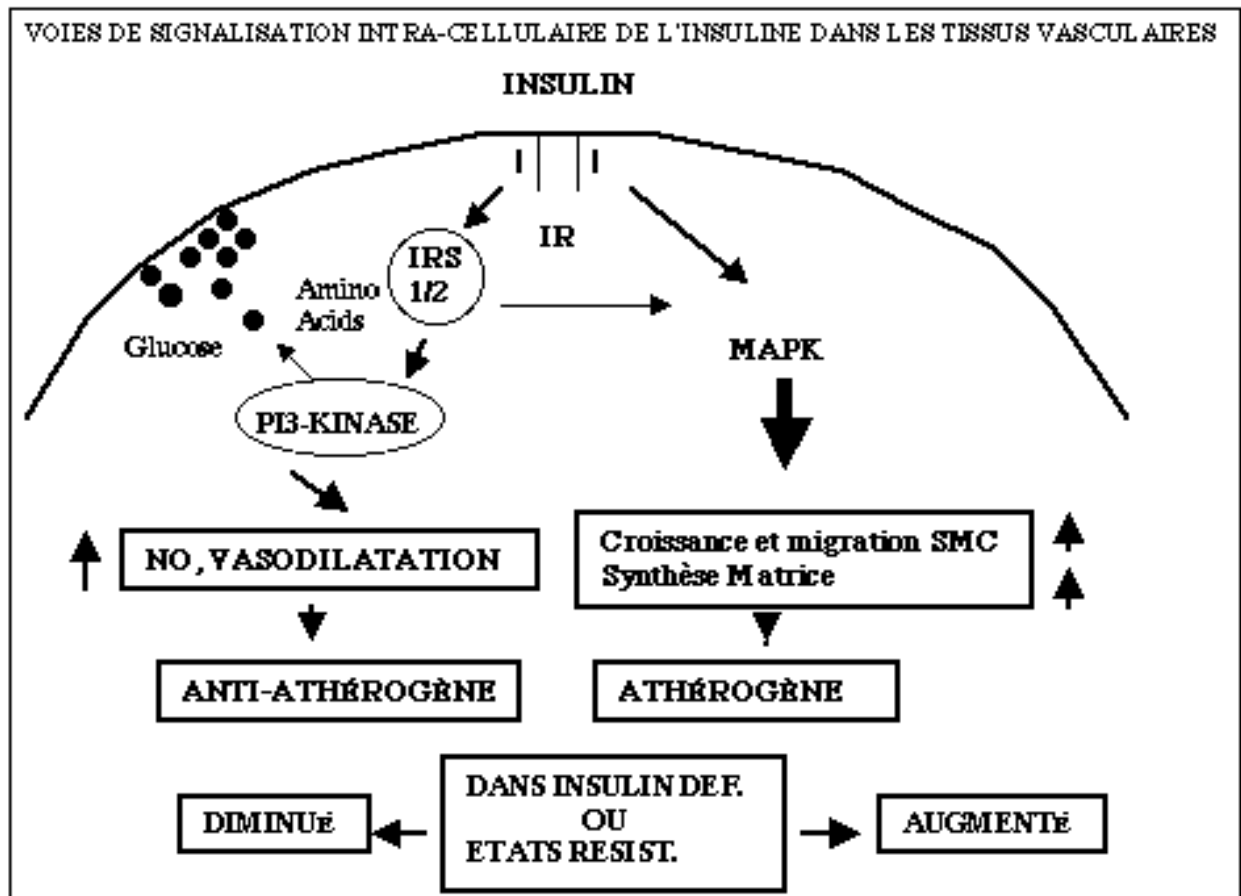 VOIES DE SIGNALISATION INTRA-CELLULAIRE DE L'INSULINE DANS LES TISSUS VASCULAIRES
INSULIN
I I
IR
IRS
1/2
Amino
Acids
Glucose
MAPK
PI3-KINASE
NO, VASODILATATION
Croissance et migration SMC
Synthèse Matrice
ANTI-ATHÉROGÈNE
ATHÉROGÈNE
DANS INSULIN DEF.
OU
ETATS RESIST.
DIMINUÉ
AUGMENTÉ